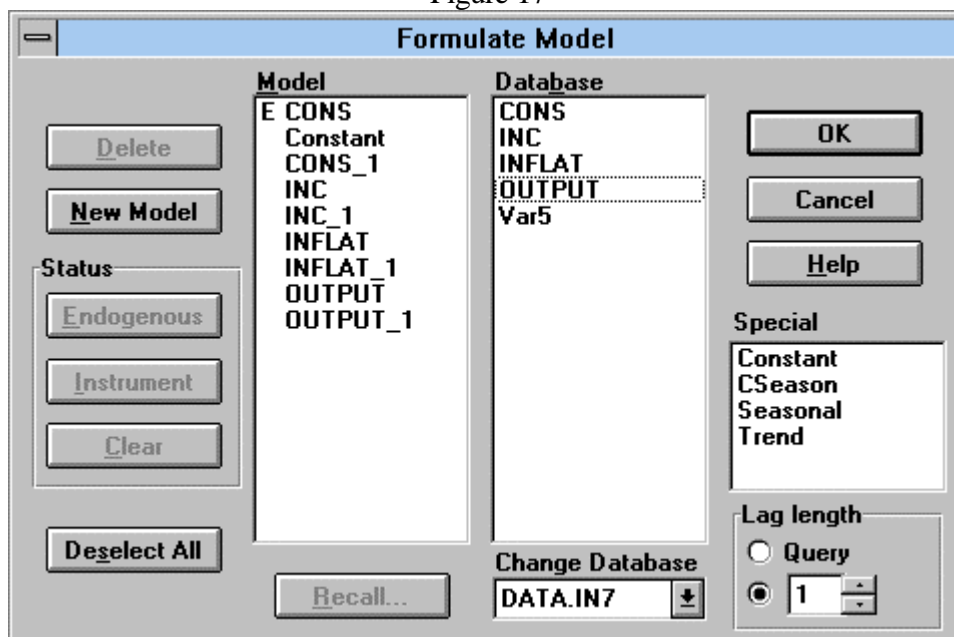 Figure 17
Formulate Model
Model
E CONS
Constant
CONS_1
INC
INC_1
INFLAT
INFLAT_1
OUTPUT
OUTPUT_1
Database
CONS
INC
INFLAT
OUTPUT
Var5
Delete
New Model
Status
Endogenous
Instrument
Clear
Deselect All
Recall...
Change Database
DATA.IN7
OK
Cancel
Help
Special
Constant
CSeason
Seasonal
Trend
Lag length
Query
1